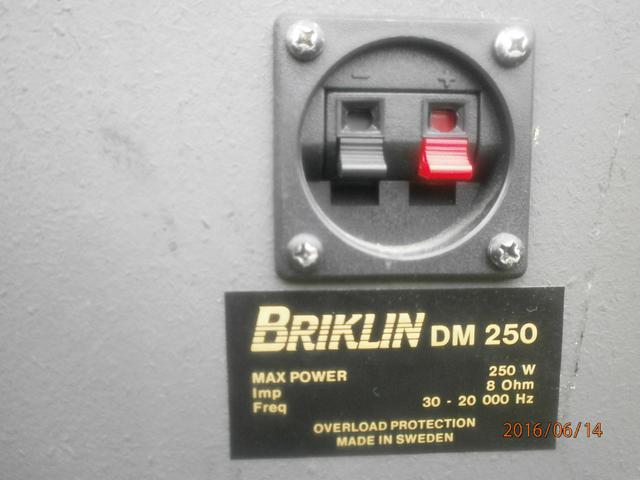 - +
BRIKLIN DM 250
MAX POWER 250 W
Imp 8 Ohm
Freq 30 - 20 000 Hz
OVERLOAD PROTECTION
MADE IN SWEDEN
2016/06/14